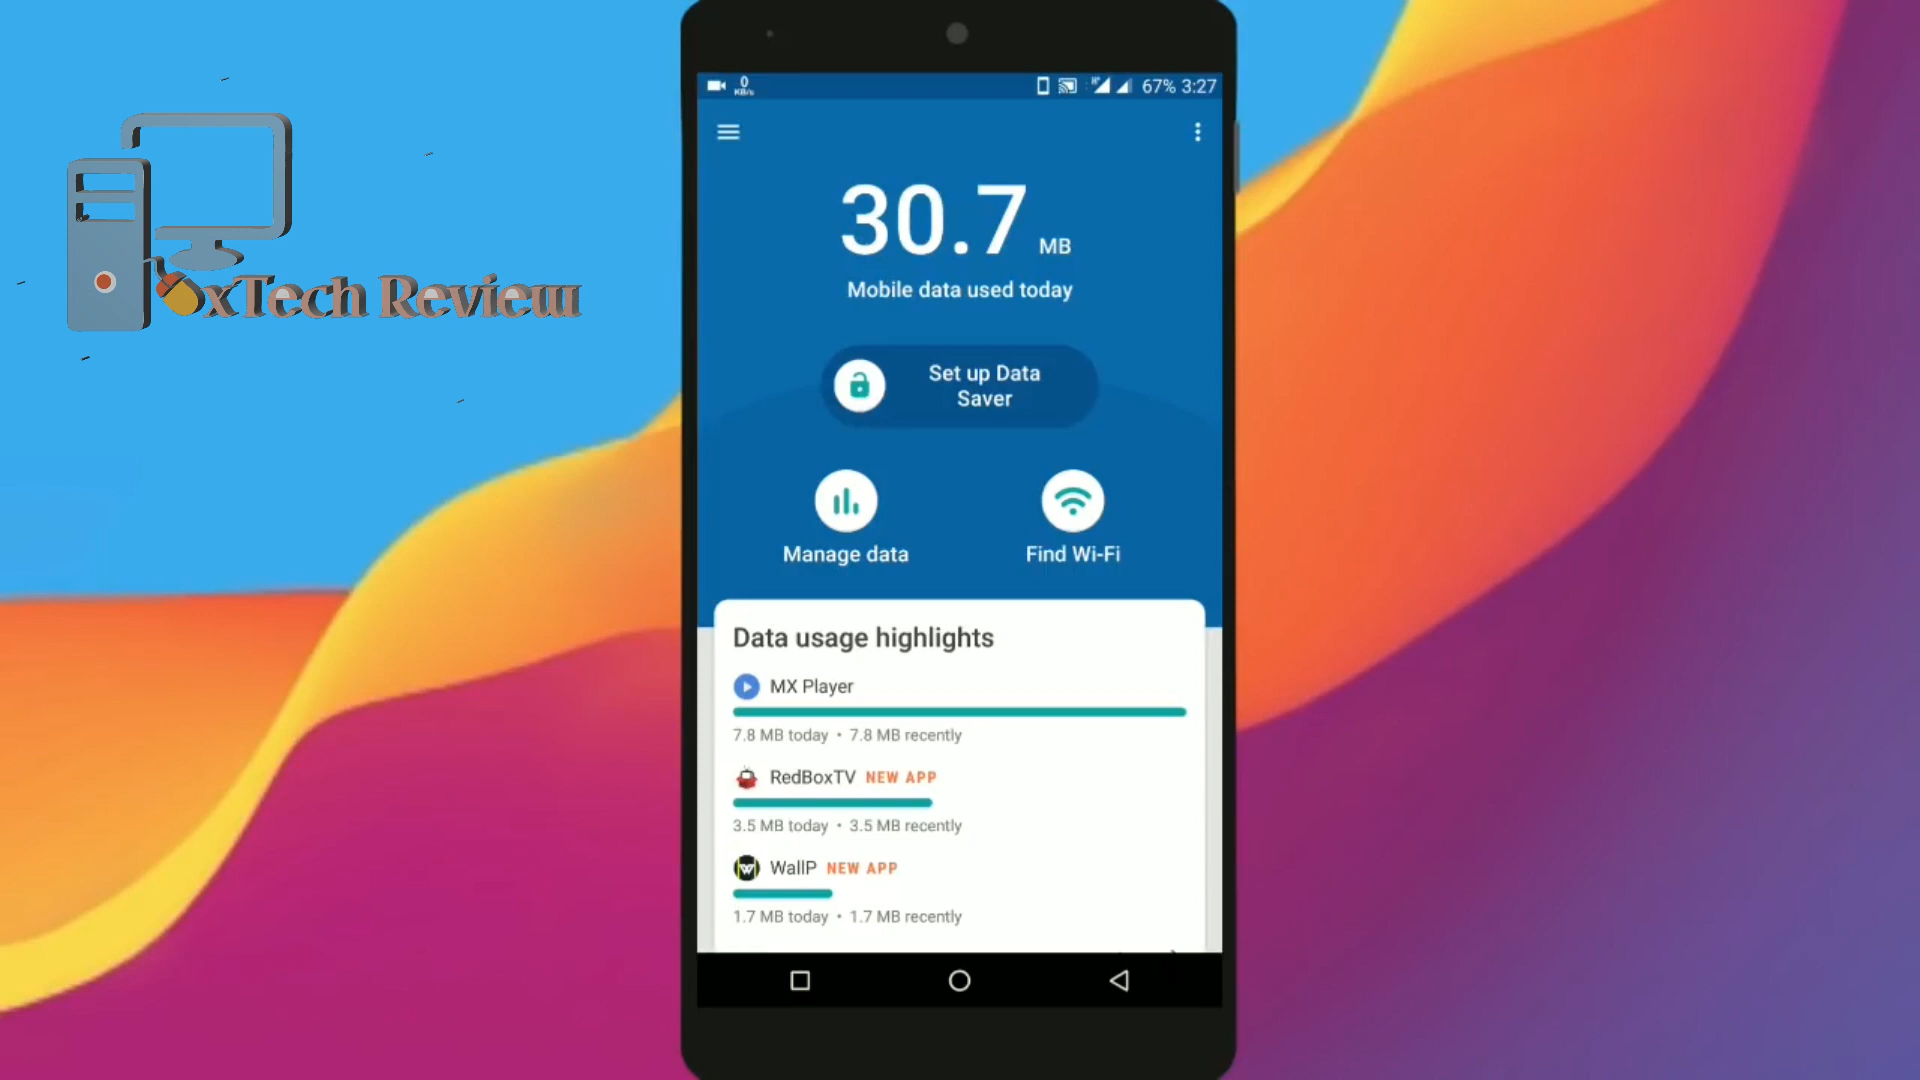 xTech Review
0
KB/s
H+
67% 3:27
30.7 MB
Mobile data used today
Set up Data
Saver
Manage data
Find Wi-Fi
Data usage highlights
MX Player
7.8 MB today • 7.8 MB recently
RedBoxTV NEW APP
3.5 MB today • 3.5 MB recently
W
WallP NEW APP
1.7 MB today • 1.7 MB recently